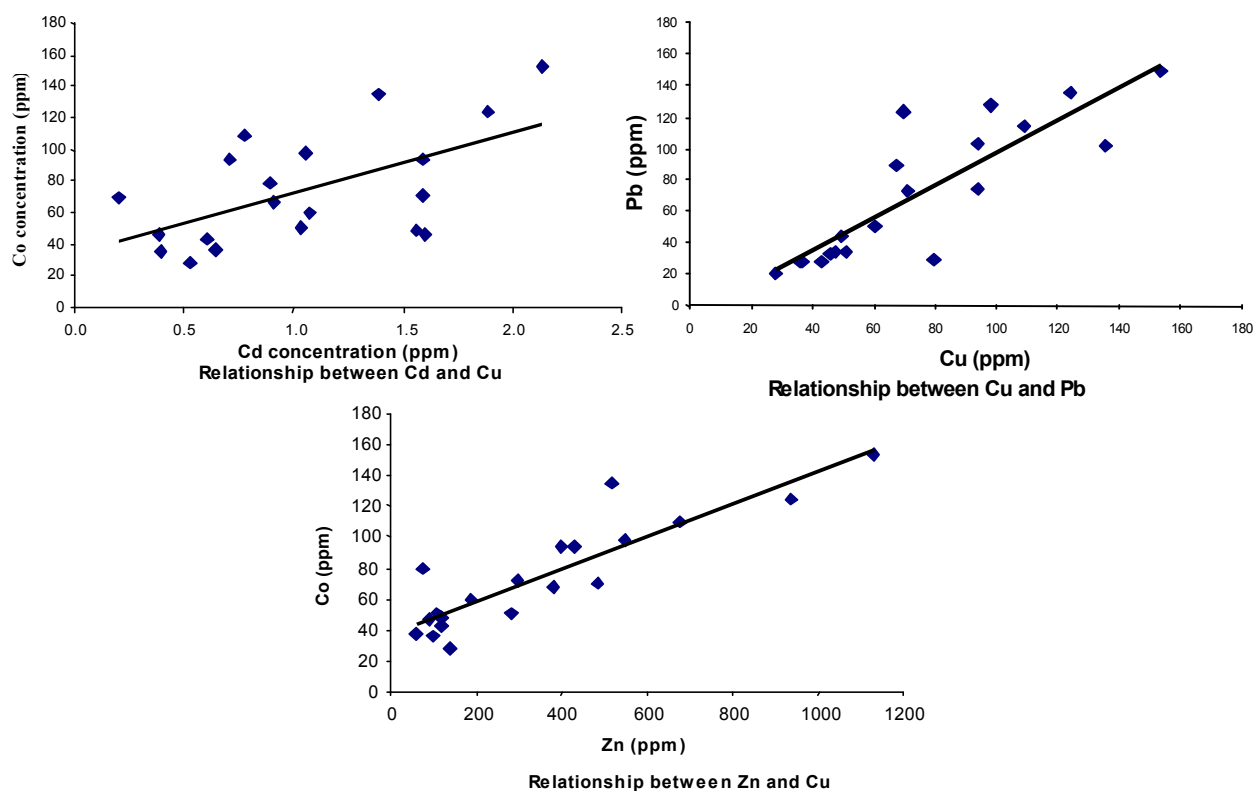 180
160
140
120
100
80
60
40
20
0
Co concentration (ppm)
0.0 0.5 1.0 1.5 2.0 2.5
Cd concentration (ppm)
Relationship between Cd and Cu
180
160
140
120
100
80
60
40
20
0
Pb (ppm)
0 20 40 60 80 100 120 140 160 180
Cu (ppm)
Relationship between Cu and Pb
180
160
140
120
100
80
60
40
20
0
Co (ppm)
0 200 400 600 800 1000 1200
Zn (ppm)
Relationship between Zn and Cu